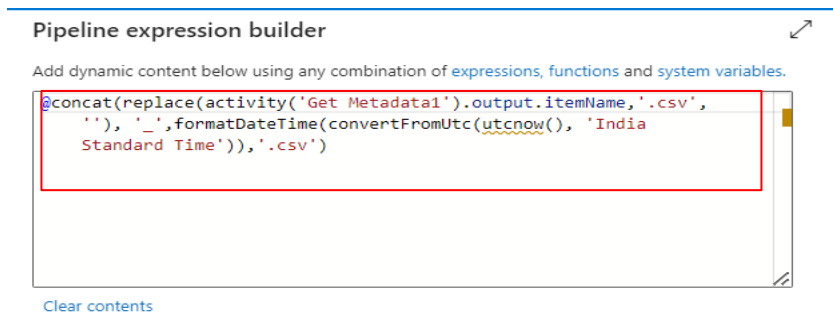 Pipeline expression builder
Add dynamic content below using any combination of expressions, functions and system variables.
@concat(replace(activity('Get Metadata1').output.itemName,'.csv',
''), '_',formatDateTime(convertFromUtc(utcnow(), 'India
Standard Time')),'.csv')
Clear contents